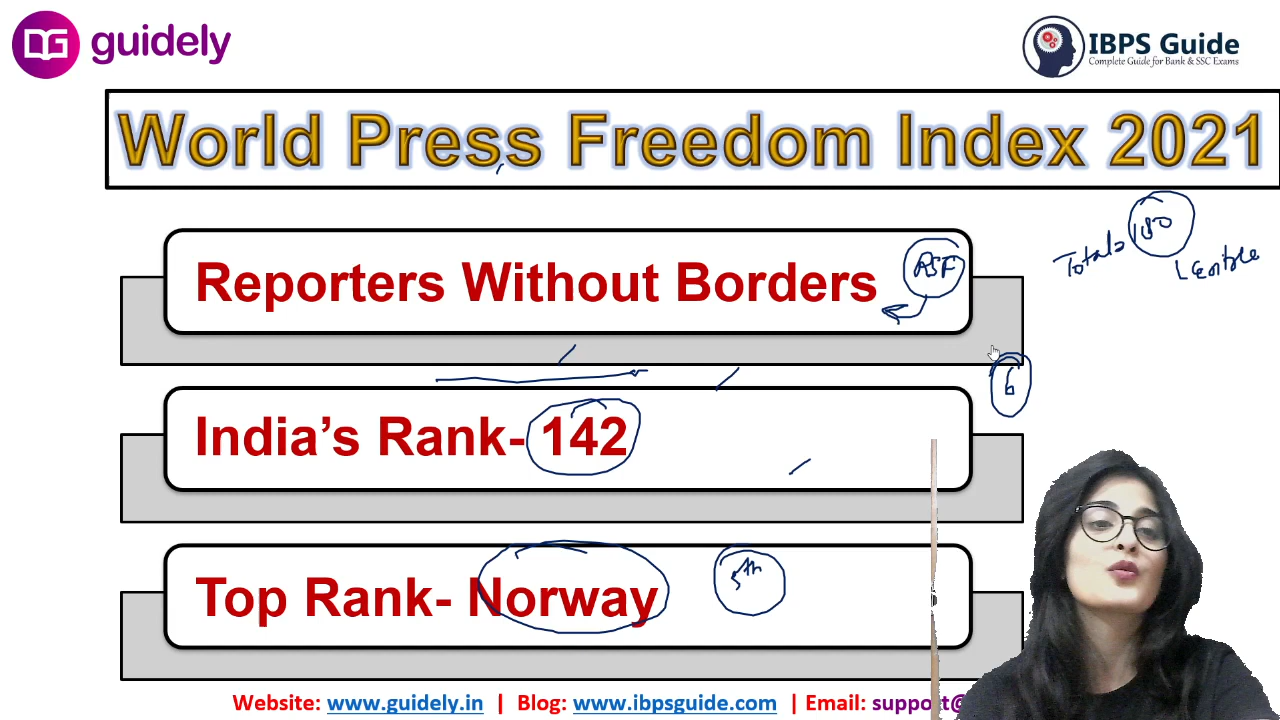 guidely
IBPS Guide
Complete Guide for Bank & SSC Exams
World Press Freedom Index 2021
Total= 180
Reporters Without Borders RSF
6
India’s Rank- 142
Top Rank- Norway 5th
Website: www.guidely.in | Blog: www.ibpsguide.com | Email: support@